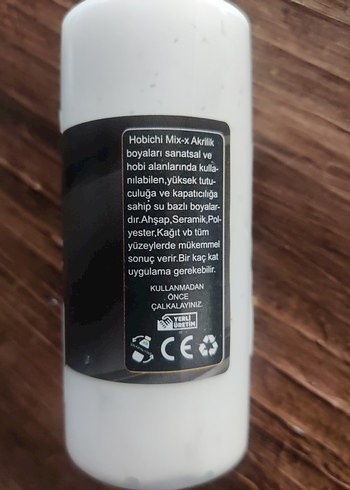 Hobichi Mix-x Akrilik
boyaları sanatsal ve
hobi alanlarında kulla-
nılabilen,yüksek tutu-
culuğa ve kapatıcılığa
sahip su bazlı boyalar-
dır.Ahşap,Seramik,Pol-
yester,Kağıt vb tüm
yüzeylerde mükemmel
sonuç verir.Bir kaç kat
uygulama gerekebilir.
KULLANMADAN
ÖNCE
ÇALKALAYINIZ.
YERLİ
ÜRETİM
CE